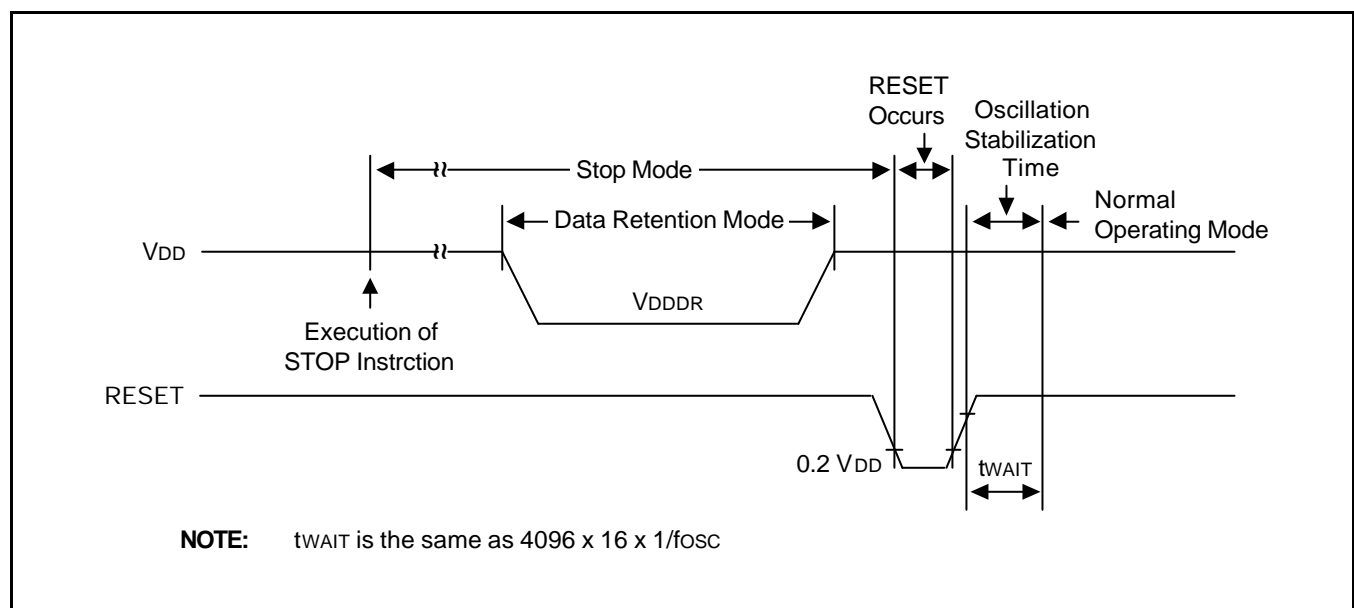 RESET
Occurs
Oscillation
Stabilization
Time
Stop Mode
Normal
Operating Mode
Data Retention Mode
VDD
VDDDR
Execution of
STOP Instrction
RESET
0.2 VDD
tWAIT
NOTE: tWAIT is the same as 4096 x 16 x 1/fOSC